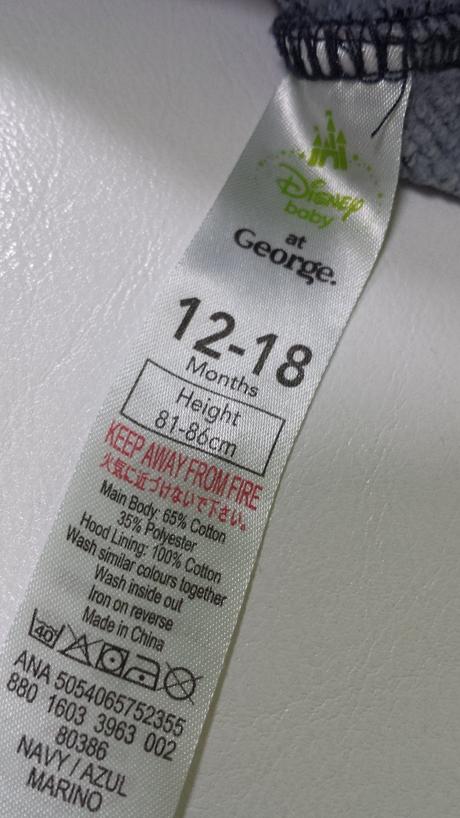 Disney
baby
at
George.
12-18
Months
Height
81-86cm
KEEP AWAY FROM FIRE
火気に近づけないで下さい。
Main Body: 65% Cotton
35% Polyester
Hood Lining: 100% Cotton
Wash similar colours together
Wash inside out
Iron on reverse
Made in China
40
ANA 5054065752355
880 1603 3963 002
80386
NAVY / AZUL
MARINO